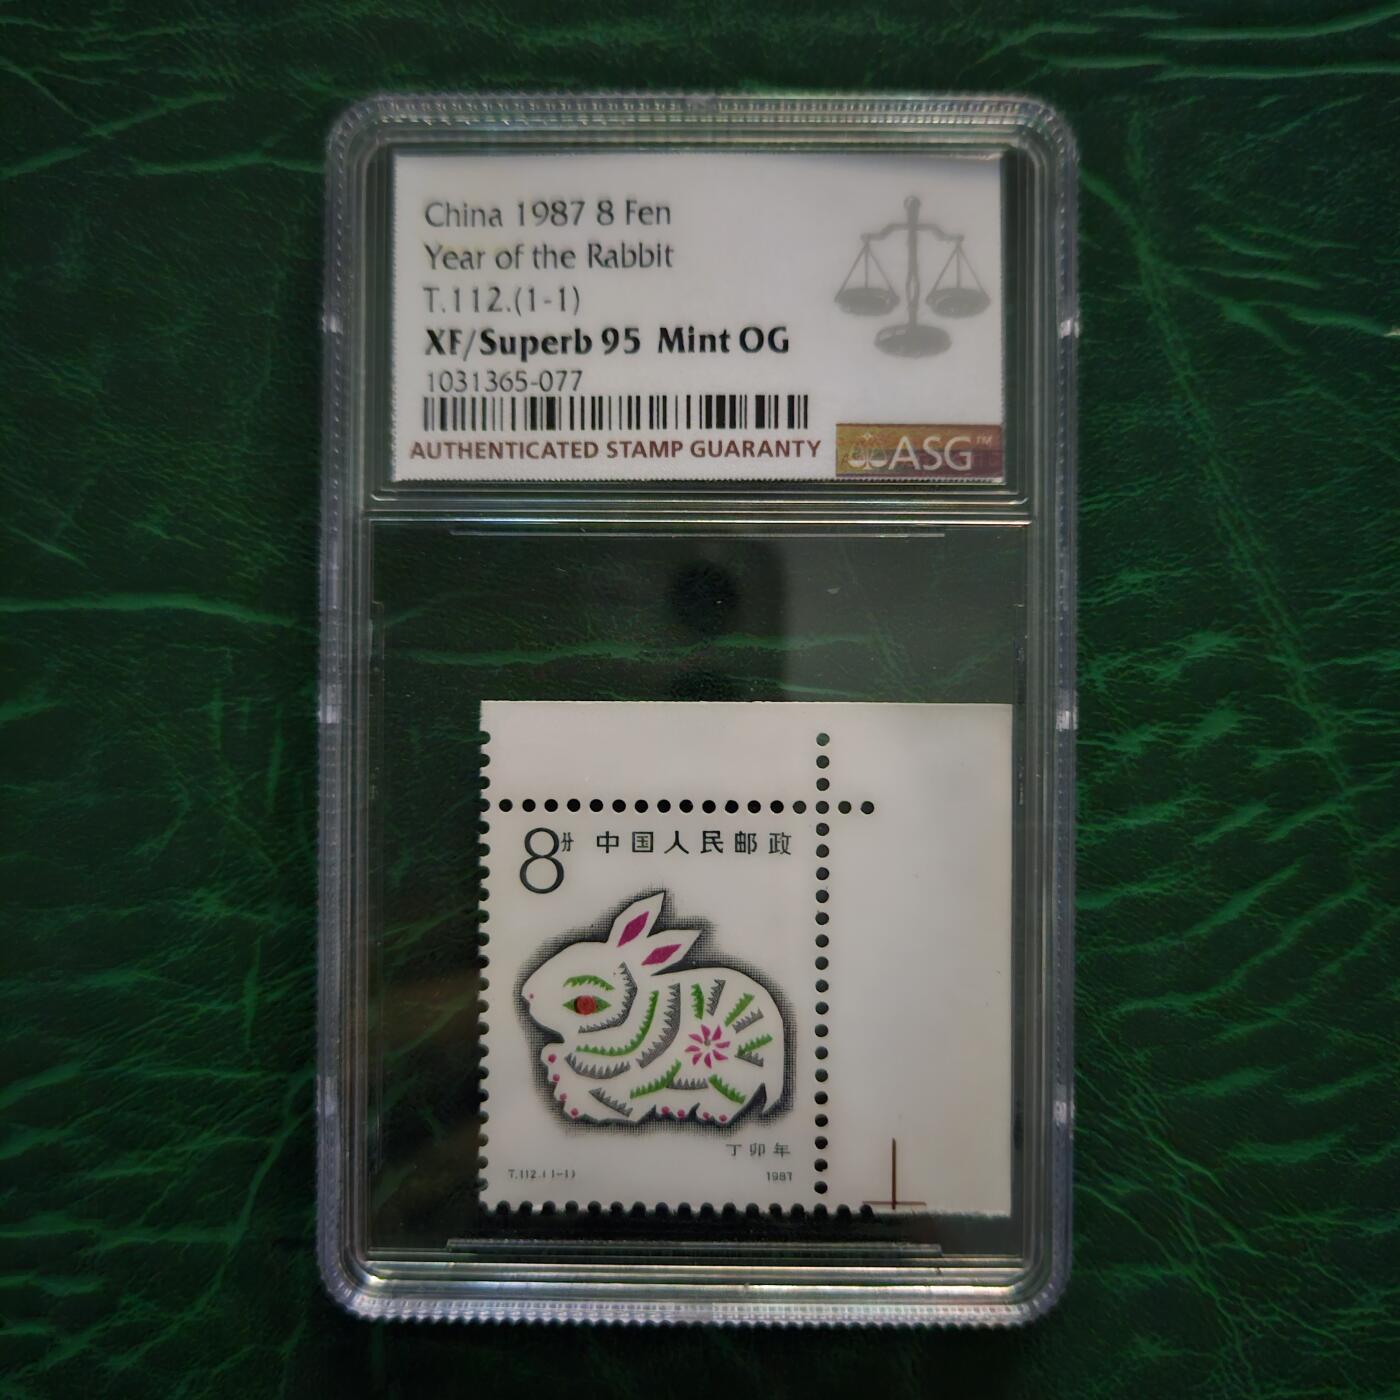 China 1987 8 Fen
Year of the Rabbit
T.112.(1-1)
XF/Superb 95 Mint OG
1031365-077
AUTHENTICATED STAMP GUARANTY
ASG™
8分 中国人民邮政
丁卯年
T.112.(1-1) 1987